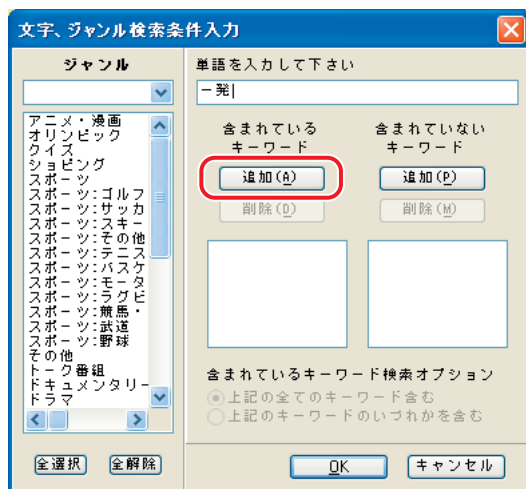 文字、ジャンル検索条件入力
ジャンル
アニメ・漫画
オリンピック
クイズ
ショッピング
スポーツ
スポーツ:ゴルフ
スポーツ:サッカ
スポーツ:スキー
スポーツ:その他
スポーツ:テニス
スポーツ:バスケ
スポーツ:モータ
スポーツ:ラグビ
スポーツ:競馬・
スポーツ:武道
スポーツ:野球
その他
トーク番組
ドキュメンタリー
ドラマ
全選択
全解除
単語を入力して下さい
一発
含まれている
キーワード
追加(A)
削除(D)
含まれていない
キーワード
追加(P)
削除(M)
含まれているキーワード検索オプション
上記の全てのキーワード含む
上記のキーワードのいづれかを含む
OK
キャンセル